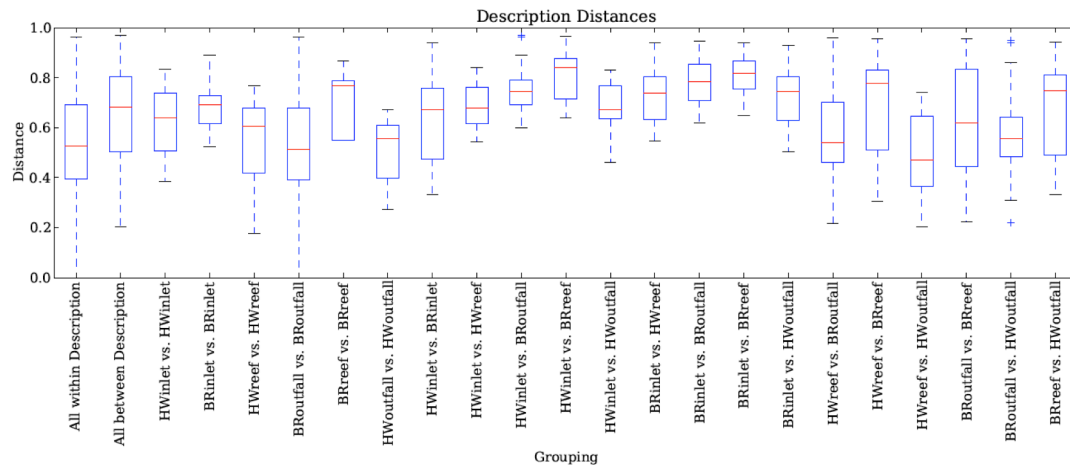 Description Distances
1.0
0.8
0.6
0.4
0.2
0.0
Distance
All within Description
All between Description
HWinlet vs. HWinlet
BRinlet vs. BRinlet
HWreef vs. HWreef
BRoutfall vs. BRoutfall
BRreef vs. BRreef
HWoutfall vs. HWoutfall
HWinlet vs. BRinlet
HWinlet vs. HWreef
HWinlet vs. BRoutfall
HWinlet vs. BRreef
HWinlet vs. HWoutfall
BRinlet vs. HWreef
BRinlet vs. BRoutfall
BRinlet vs. BRreef
BRinlet vs. HWoutfall
HWreef vs. BRoutfall
HWreef vs. BRreef
HWreef vs. HWoutfall
BRoutfall vs. BRreef
BRoutfall vs. HWoutfall
BRreef vs. HWoutfall
Grouping